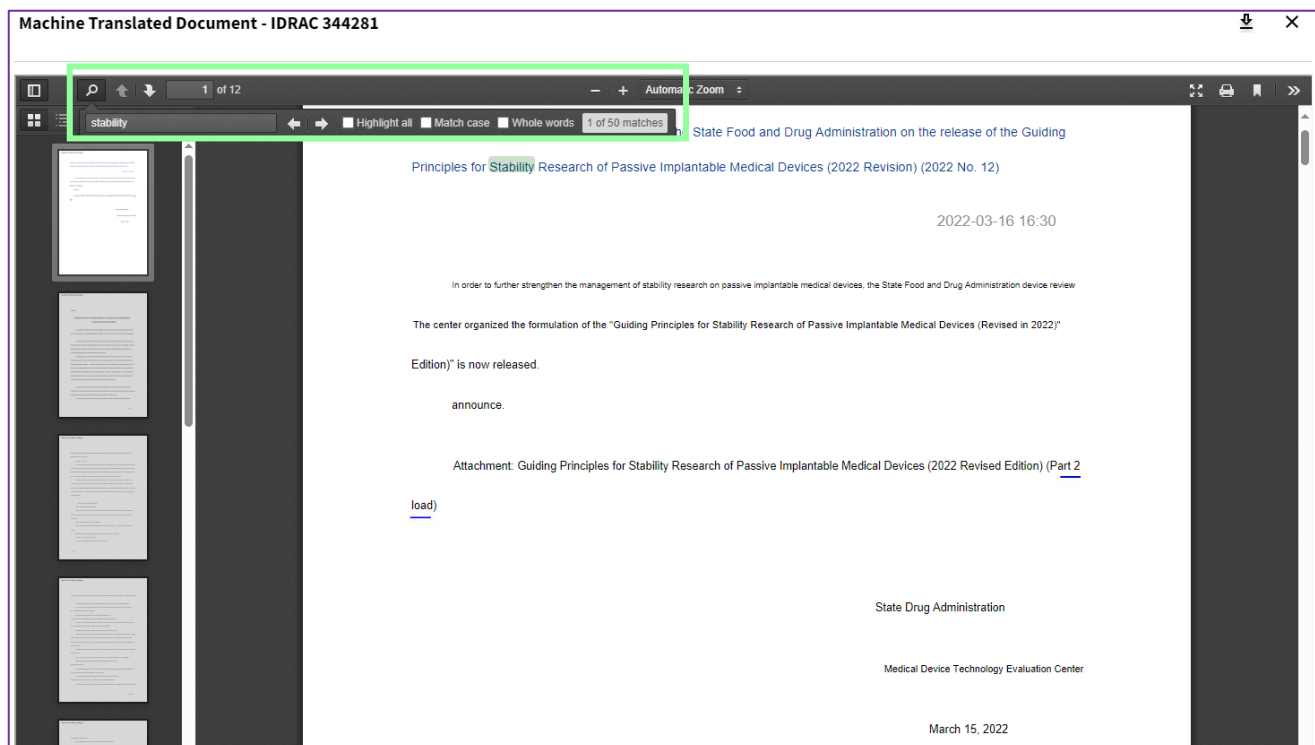 Machine Translated Document - IDRAC 344281
1 of 12
Automatic Zoom
stability
Highlight all
Match case
Whole words
1 of 50 matches
State Food and Drug Administration on the release of the Guiding
Principles for Stability Research of Passive Implantable Medical Devices (2022 Revision) (2022 No. 12)
2022-03-16 16:30
In order to further strengthen the management of stability research on passive implantable medical devices, the State Food and Drug Administration device review
The center organized the formulation of the "Guiding Principles for Stability Research of Passive Implantable Medical Devices (Revised in 2022)"
Edition)" is now released.
announce.
Attachment: Guiding Principles for Stability Research of Passive Implantable Medical Devices (2022 Revised Edition) (Part 2
load)
State Drug Administration
Medical Device Technology Evaluation Center
March 15, 2022